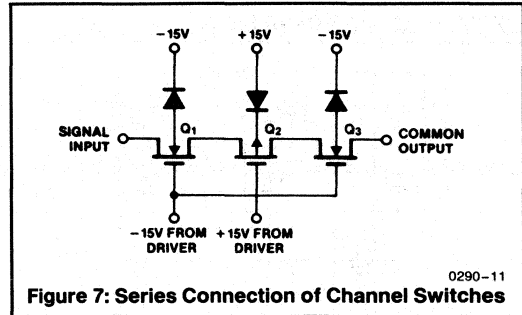 −15V +15V −15V
Q1 Q2 Q3
SIGNAL INPUT
COMMON OUTPUT
−15V FROM DRIVER
+15V FROM DRIVER
0290–11
Figure 7: Series Connection of Channel Switches